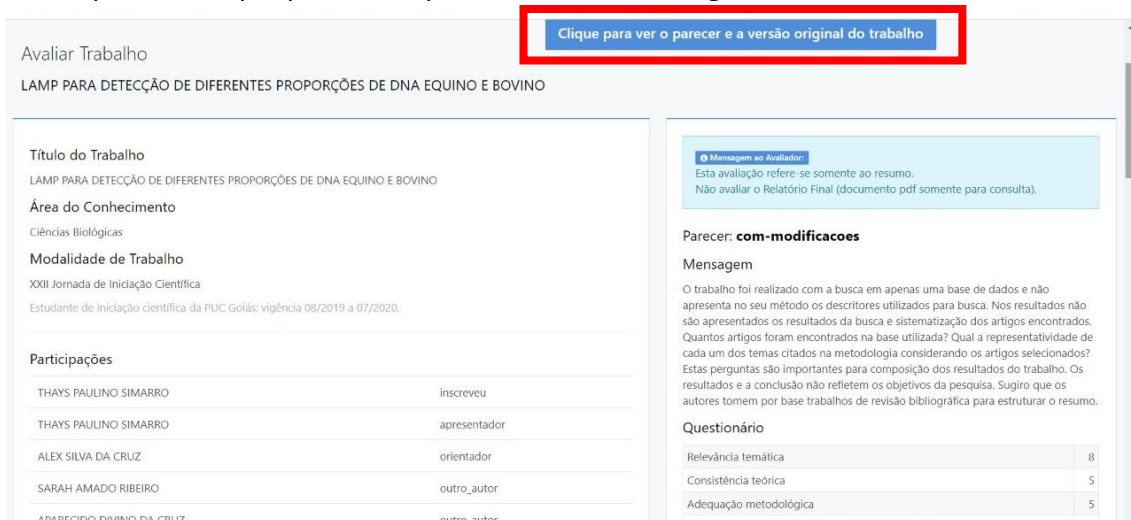 Clique para ver o parecer e a versão original do trabalho
Avaliar Trabalho
LAMP PARA DETECÇÃO DE DIFERENTES PROPORÇÕES DE DNA EQUINO E BOVINO
Título do Trabalho
LAMP PARA DETECÇÃO DE DIFERENTES PROPORÇÕES DE DNA EQUINO E BOVINO
Área do Conhecimento
Ciências Biológicas
Modalidade de Trabalho
XXII Jornada de Iniciação Científica
Estudante de iniciação científica da PUC Goiás: vigência 08/2019 a 07/2020.
Participações
THAYS PAULINO SIMARRO inscreveu
THAYS PAULINO SIMARRO apresentador
ALEX SILVA DA CRUZ orientador
SARAH AMADO RIBEIRO outro_autor
APARECIDO DIVINO DA CRUZ outro_autor
Mensagem ao Avaliador:
Esta avaliação refere-se somente ao resumo.
Não avaliar o Relatório Final (documento pdf somente para consulta).
Parecer: com-modificacoes
Mensagem
O trabalho foi realizado com a busca em apenas uma base de dados e não
apresenta no seu método os descritores utilizados para busca. Nos resultados não
são apresentados os resultados da busca e sistematização dos artigos encontrados.
Quantos artigos foram encontrados na base utilizada? Qual a representatividade de
cada um dos temas citados na metodologia considerando os artigos selecionados?
Estas perguntas são importantes para composição dos resultados do trabalho. Os
resultados e a conclusão não refletem os objetivos da pesquisa. Sugiro que os
autores tomem por base trabalhos de revisão bibliográfica para estruturar o resumo.
Questionário
Relevância temática 8
Consistência teórica 5
Adequação metodológica 5